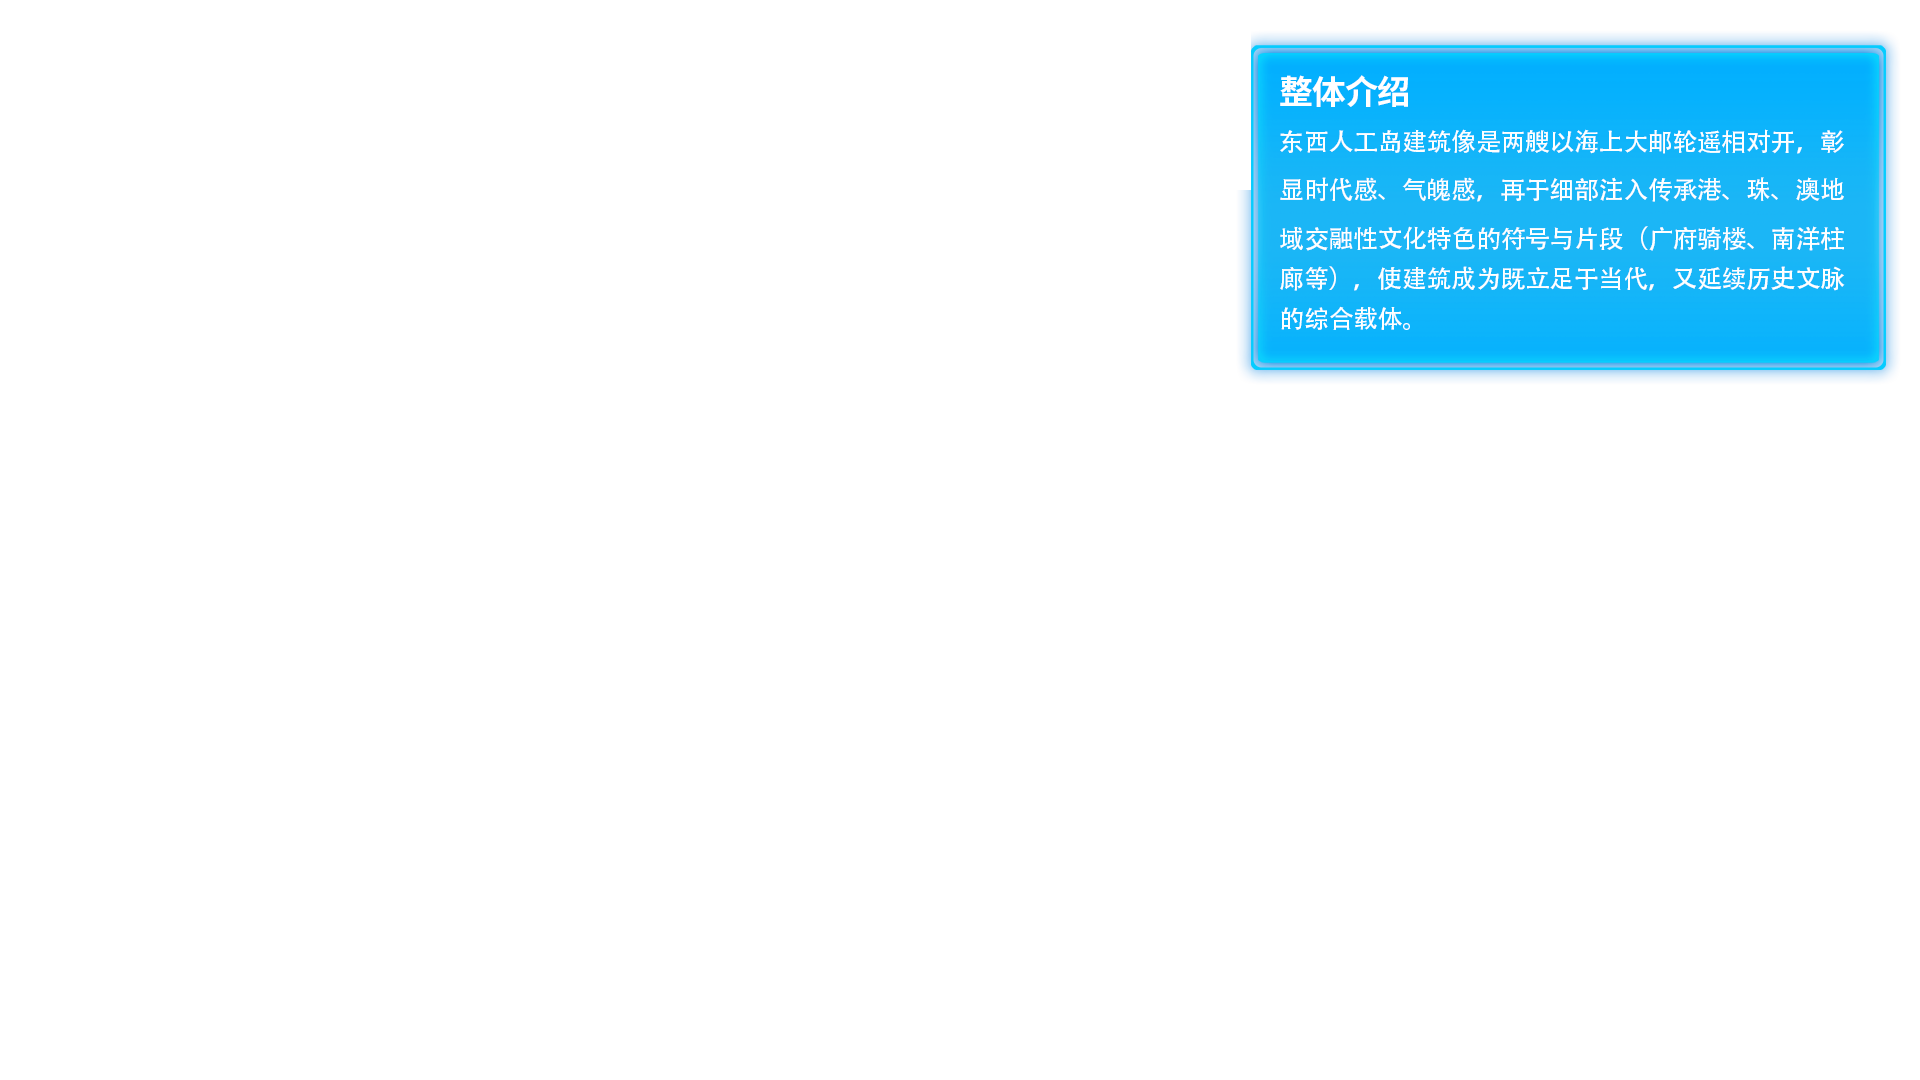 整体介绍
东西人工岛建筑像是两艘以海上大邮轮遥相对开，彰
显时代感、气魄感，再于细部注入传承港、珠、澳地
域交融性文化特色的符号与片段（广府骑楼、南洋柱
廊等），使建筑成为既立足于当代，又延续历史文脉
的综合载体。